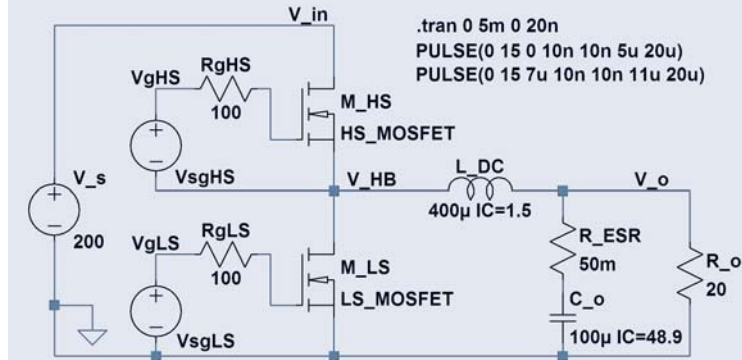 V_in
.tran 0 5m 0 20n
PULSE(0 15 0 10n 10n 5u 20u)
PULSE(0 15 7u 10n 10n 11u 20u)
VgHS
RgHS
100
M_HS
HS_MOSFET
VsgHS
V_s
200
V_HB
L_DC
400µ IC=1.5
V_o
VgLS
RgLS
100
M_LS
LS_MOSFET
VsgLS
R_ESR
50m
C_o
100µ IC=48.9
R_o
20